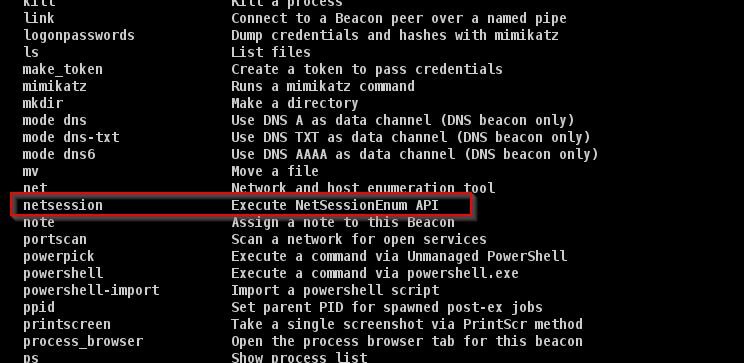 kill Kill a process
link Connect to a Beacon peer over a named pipe
logonpasswords Dump credentials and hashes with mimikatz
ls List files
make_token Create a token to pass credentials
mimikatz Runs a mimikatz command
mkdir Make a directory
mode dns Use DNS A as data channel (DNS beacon only)
mode dns-txt Use DNS TXT as data channel (DNS beacon only)
mode dns6 Use DNS AAAA as data channel (DNS beacon only)
mv Move a file
net Network and host enumeration tool
netsession Execute NetSessionEnum API
note Assign a note to this Beacon
portscan Scan a network for open services
powerpick Execute a command via Unmanaged PowerShell
powershell Execute a command via powershell.exe
powershell-import Import a powershell script
ppid Set parent PID for spawned post-ex jobs
printscreen Take a single screenshot via PrintScr method
process_browser Open the process browser tab for this beacon
ps Show process list